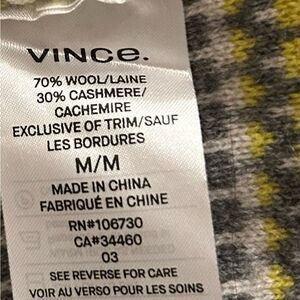 VINCE.
70% WOOL/LAINE
30% CASHMERE/
CACHEMIRE
EXCLUSIVE OF TRIM/SAUF
LES BORDURES
M/M
MADE IN CHINA
FABRIQUÉ EN CHINE
RN#106730
CA#34460
03
SEE REVERSE FOR CARE
VOIR AU VERSO POUR LES SOINS